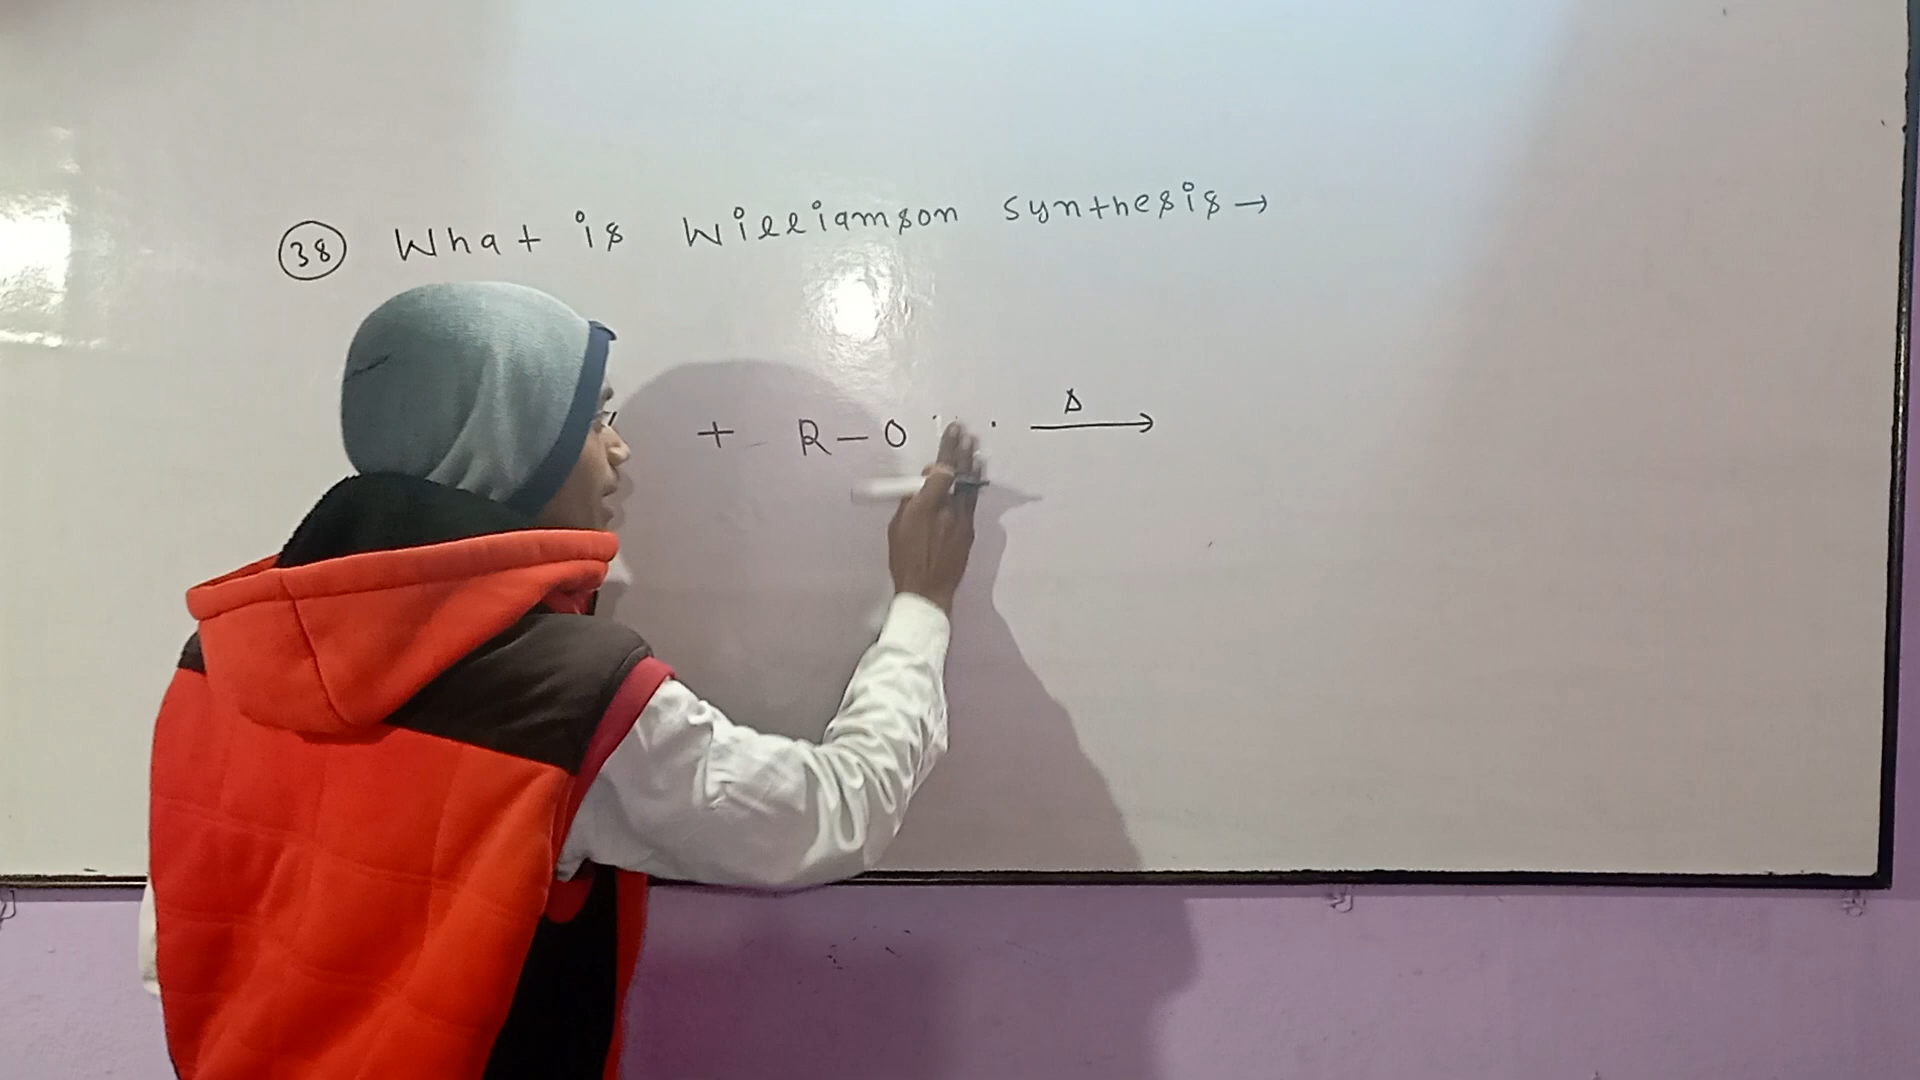 (38) What is Williamson synthesis →
+ R-O Δ →